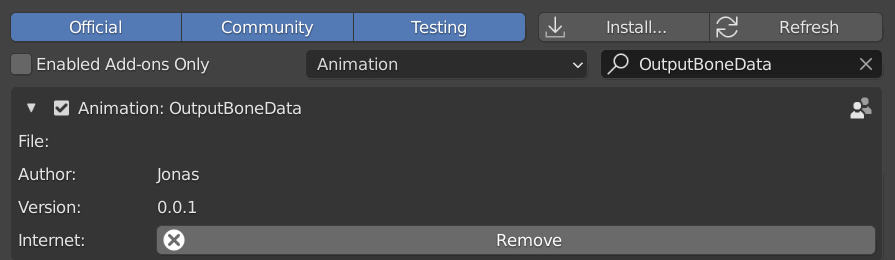 Official Community Testing Install... Refresh
Enabled Add-ons Only Animation OutputBoneData
Animation: OutputBoneData
File:
Author: Jonas
Version: 0.0.1
Internet: Remove